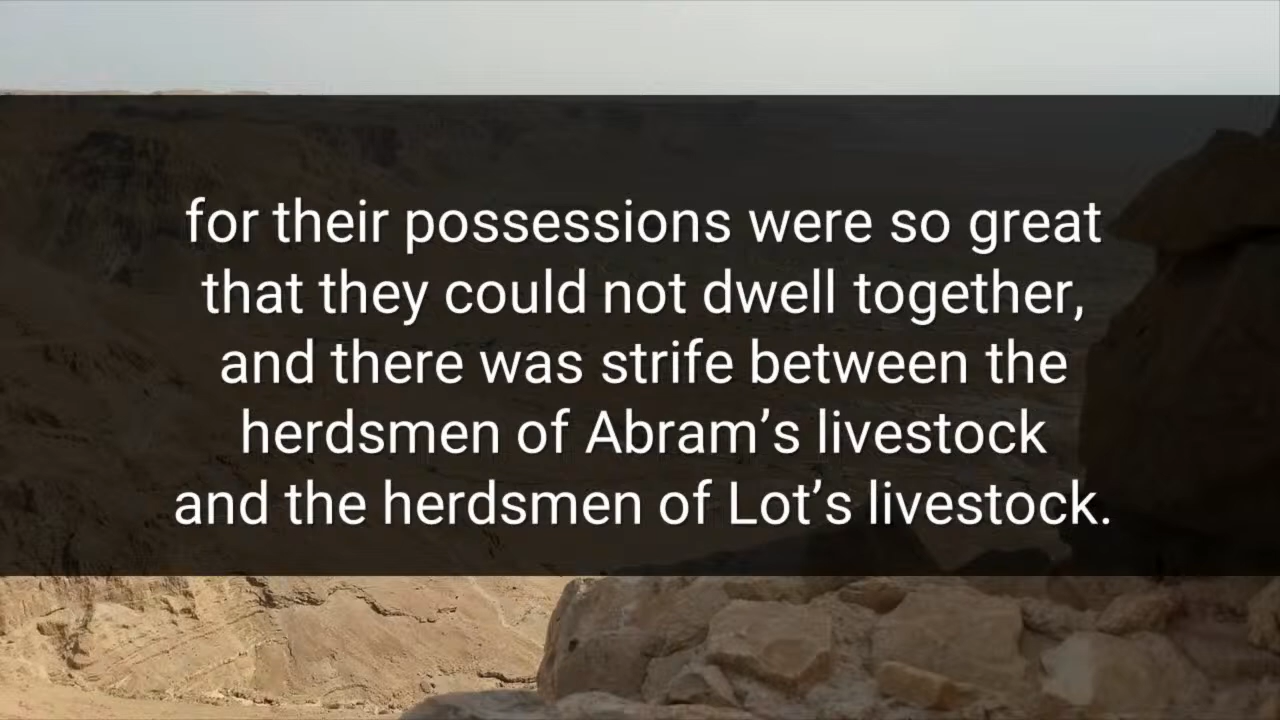 for their possessions were so great
that they could not dwell together,
and there was strife between the
herdsmen of Abram’s livestock
and the herdsmen of Lot’s livestock.